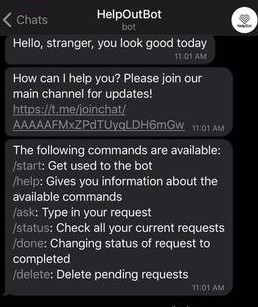 Chats
HelpOutBot
bot
HelpOut
Hello, stranger, you look good today
11:01 AM
How can I help you? Please join our
main channel for updates!
https://t.me/joinchat/
AAAAAFMxZPdTUyqLDH6mGw 11:01 AM
The following commands are available:
/start: Get used to the bot
/help: Gives you information about the
available commands
/ask: Type in your request
/status: Check all your current requests
/done: Changing status of request to
completed
/delete: Delete pending requests
11:01 AM